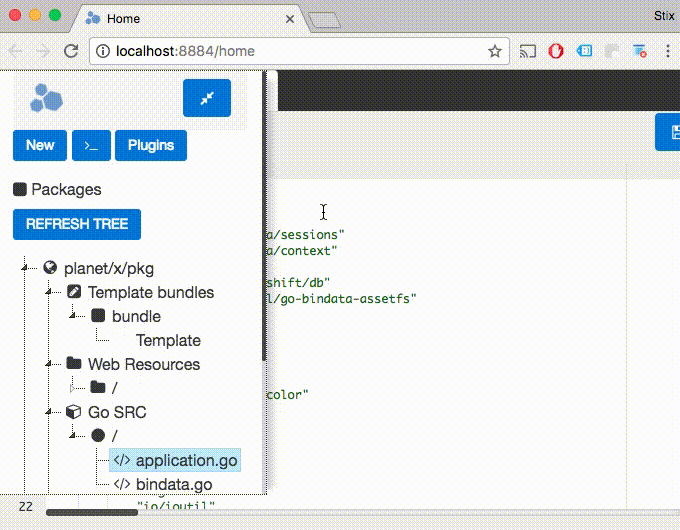 Home
Stix
localhost:8884/home
New
>_
Plugins
Packages
REFRESH TREE
a/sessions"
a/context"
planet/x/pkg
shift/db"
Template bundles
l/go-bindata-assetfs"
bundle
Template
Web Resources
/
color"
Go SRC
/
</> application.go
</> bindata.go
22
"io/ioutil"